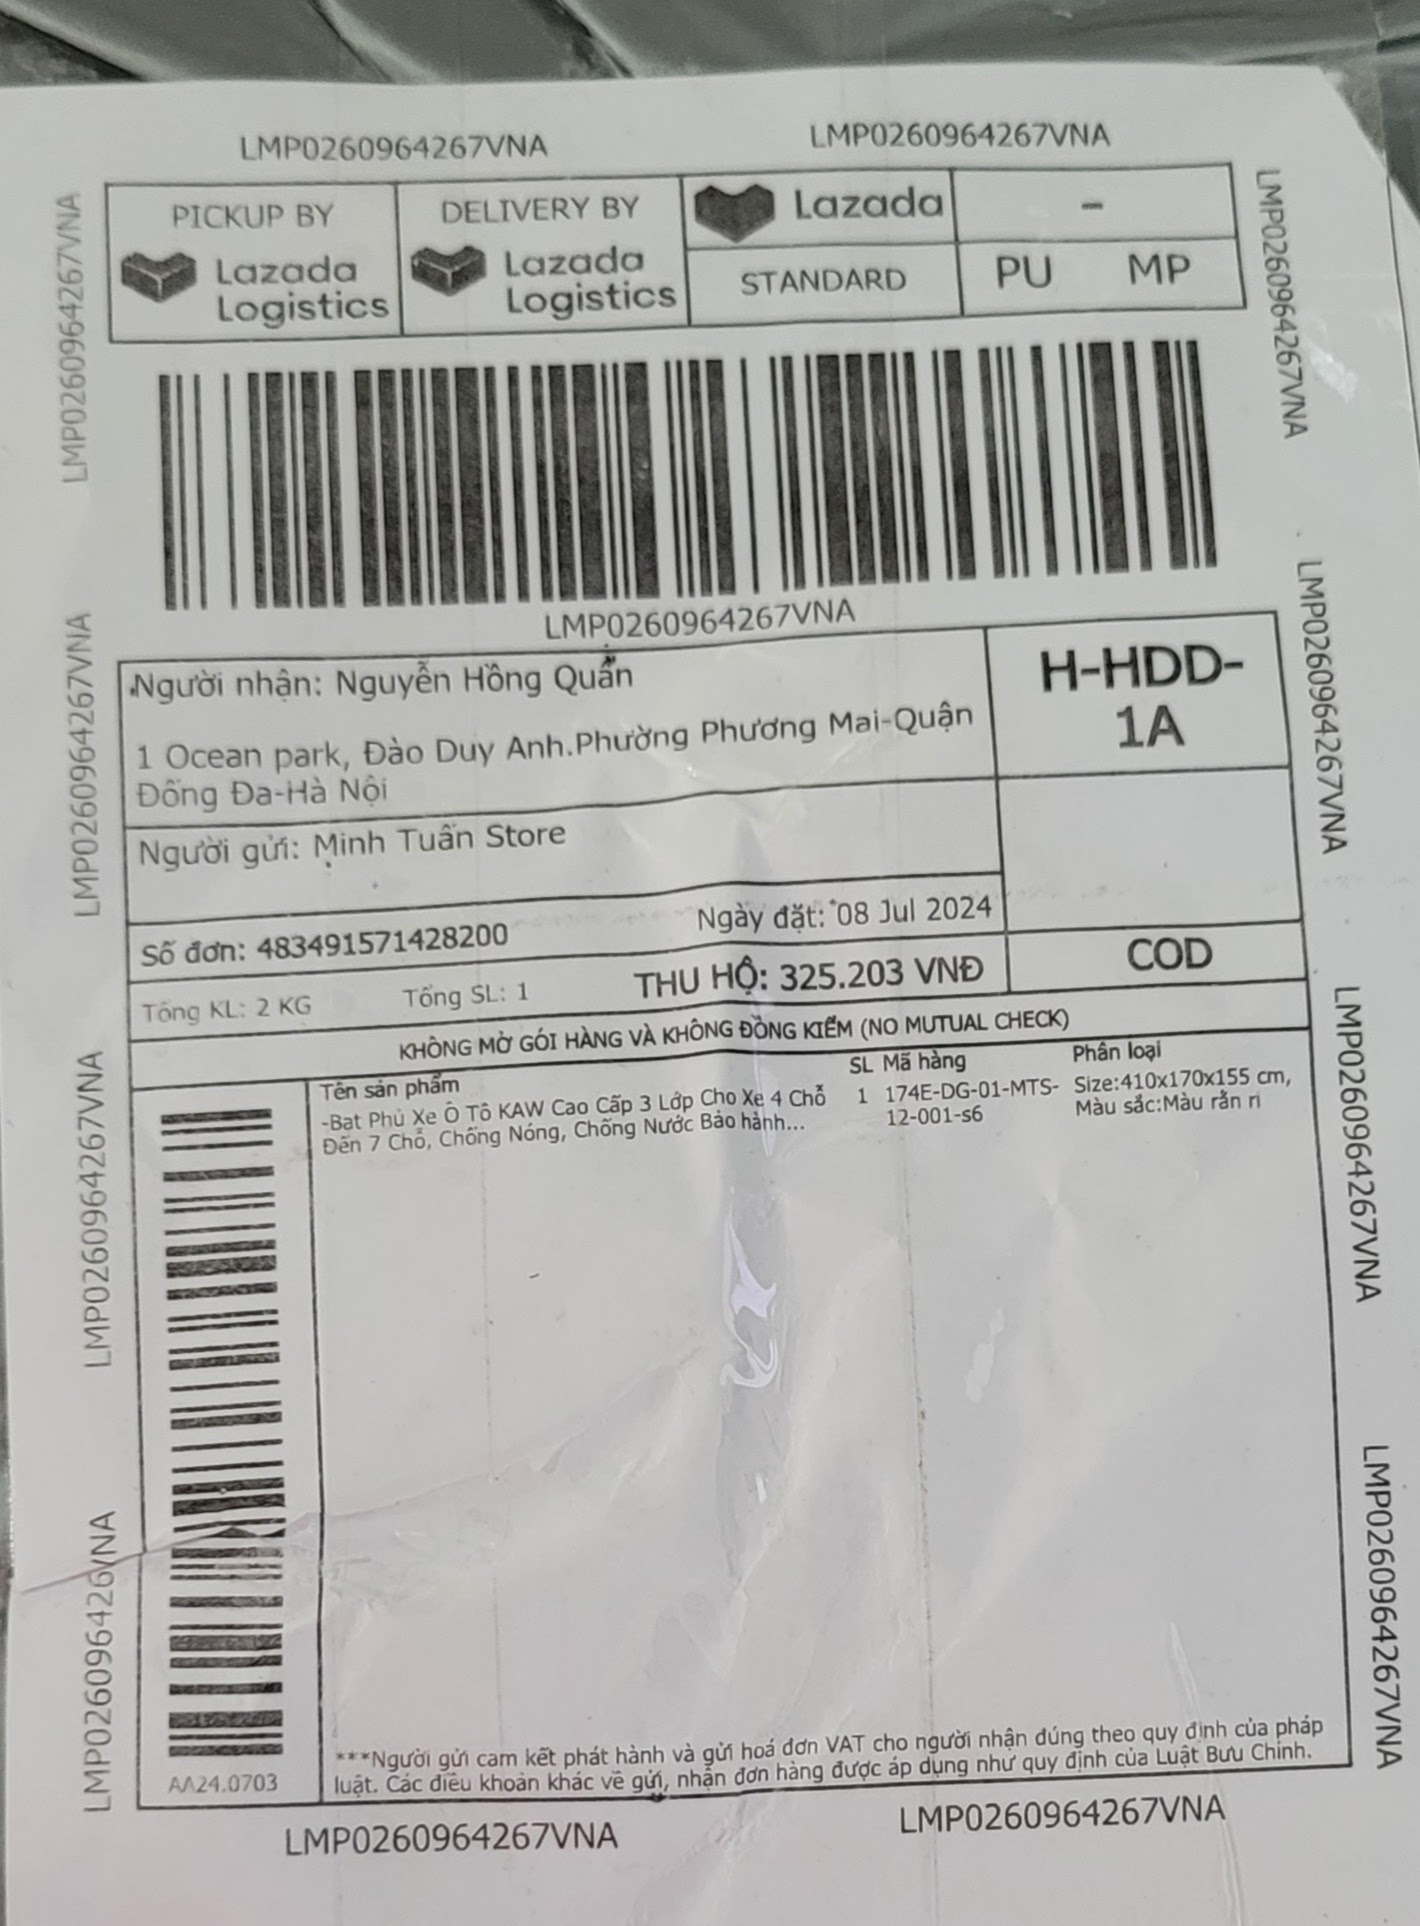 LMP0260964267VNA
LMP0260964267VNA
PICKUP BY
Lazada
Logistics
DELIVERY BY
Lazada
Logistics
Lazada
STANDARD
-
PU MP
LMP0260964267VNA
Người nhận: Nguyễn Hồng Quấn
1 Ocean park, Đào Duy Anh.Phường Phương Mai-Quận
Đống Đa-Hà Nội
H-HDD-
1A
Người gửi: Minh Tuấn Store
Số đơn: 483491571428200
Ngày đặt: 08 Jul 2024
Tổng KL: 2 KG
Tổng SL: 1
THU HỘ: 325.203 VNĐ
COD
KHÔNG MỞ GÓI HÀNG VÀ KHÔNG ĐỒNG KIỂM (NO MUTUAL CHECK)
Tên sản phẩm
SL Mã hàng
Phân loại
-Bạt Phủ Xe Ô Tô KAW Cao Cấp 3 Lớp Cho Xe 4 Chỗ
Đến 7 Chỗ, Chống Nóng, Chống Nước Bảo hành...
1 174E-DG-01-MTS-
12-001-s6
Size:410x170x155 cm,
Màu sắc:Màu rằn ri
AA24.0703
***Người gửi cam kết phát hành và gửi hoá đơn VAT cho người nhận đúng theo quy định của pháp
luật. Các điều khoản khác về gửi, nhận đơn hàng được áp dụng như quy định của Luật Bưu Chính.
LMP0260964267VNA
LMP0260964267VNA
LMP0260964267VNA
LMP0260964267VNA
LMP0260964267VNA
LMP0260964267VNA
LMP0260964267VNA
LMP0260964267VNA
LMP0260964267VNA
LMP0260964267VNA